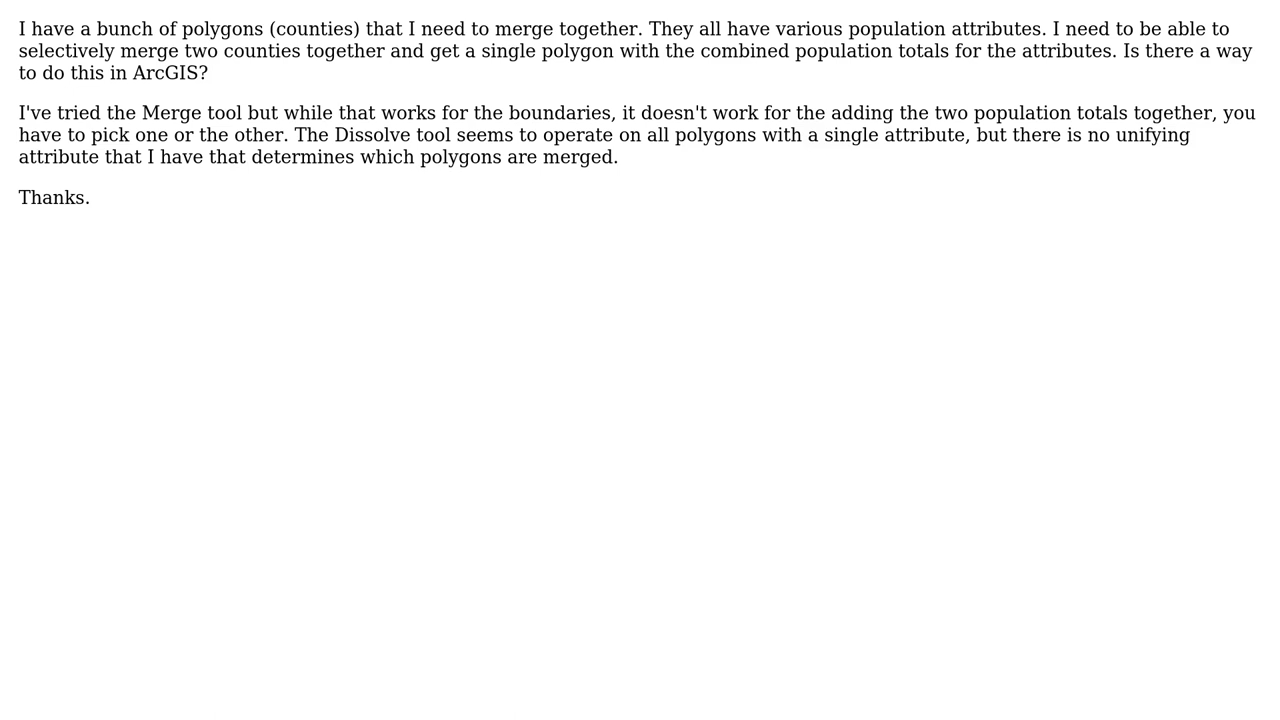 I have a bunch of polygons (counties) that I need to merge together. They all have various population attributes. I need to be able to
selectively merge two counties together and get a single polygon with the combined population totals for the attributes. Is there a way
to do this in ArcGIS?
I've tried the Merge tool but while that works for the boundaries, it doesn't work for the adding the two population totals together, you
have to pick one or the other. The Dissolve tool seems to operate on all polygons with a single attribute, but there is no unifying
attribute that I have that determines which polygons are merged.
Thanks.